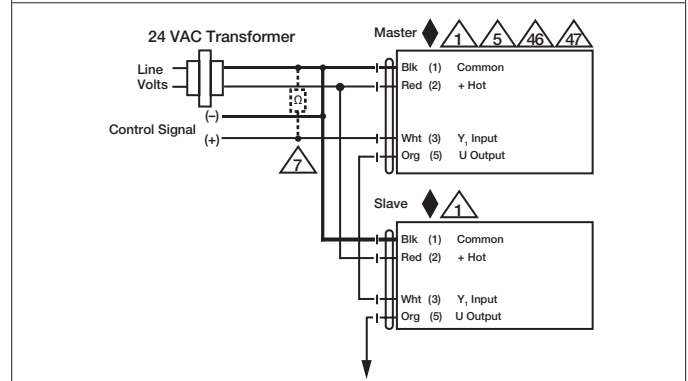 24 VAC Transformer
Line
Volts
(–)
Control Signal
(+)
Ω
7
Master 1 5 46 47
Blk (1) Common
Red (2) + Hot
Wht (3) Y₁ Input
Org (5) U Output
Slave 1
Blk (1) Common
Red (2) + Hot
Wht (3) Y₁ Input
Org (5) U Output